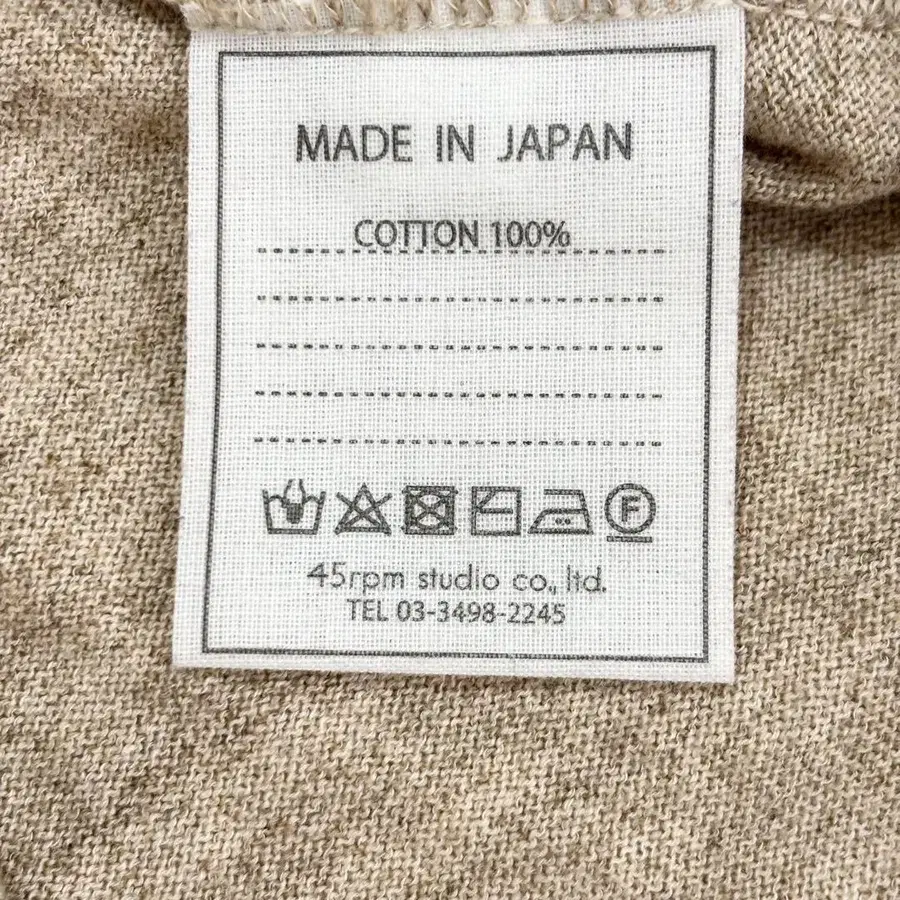 MADE IN JAPAN
COTTON 100%
F
45rpm studio co., ltd.
TEL 03-3498-2245